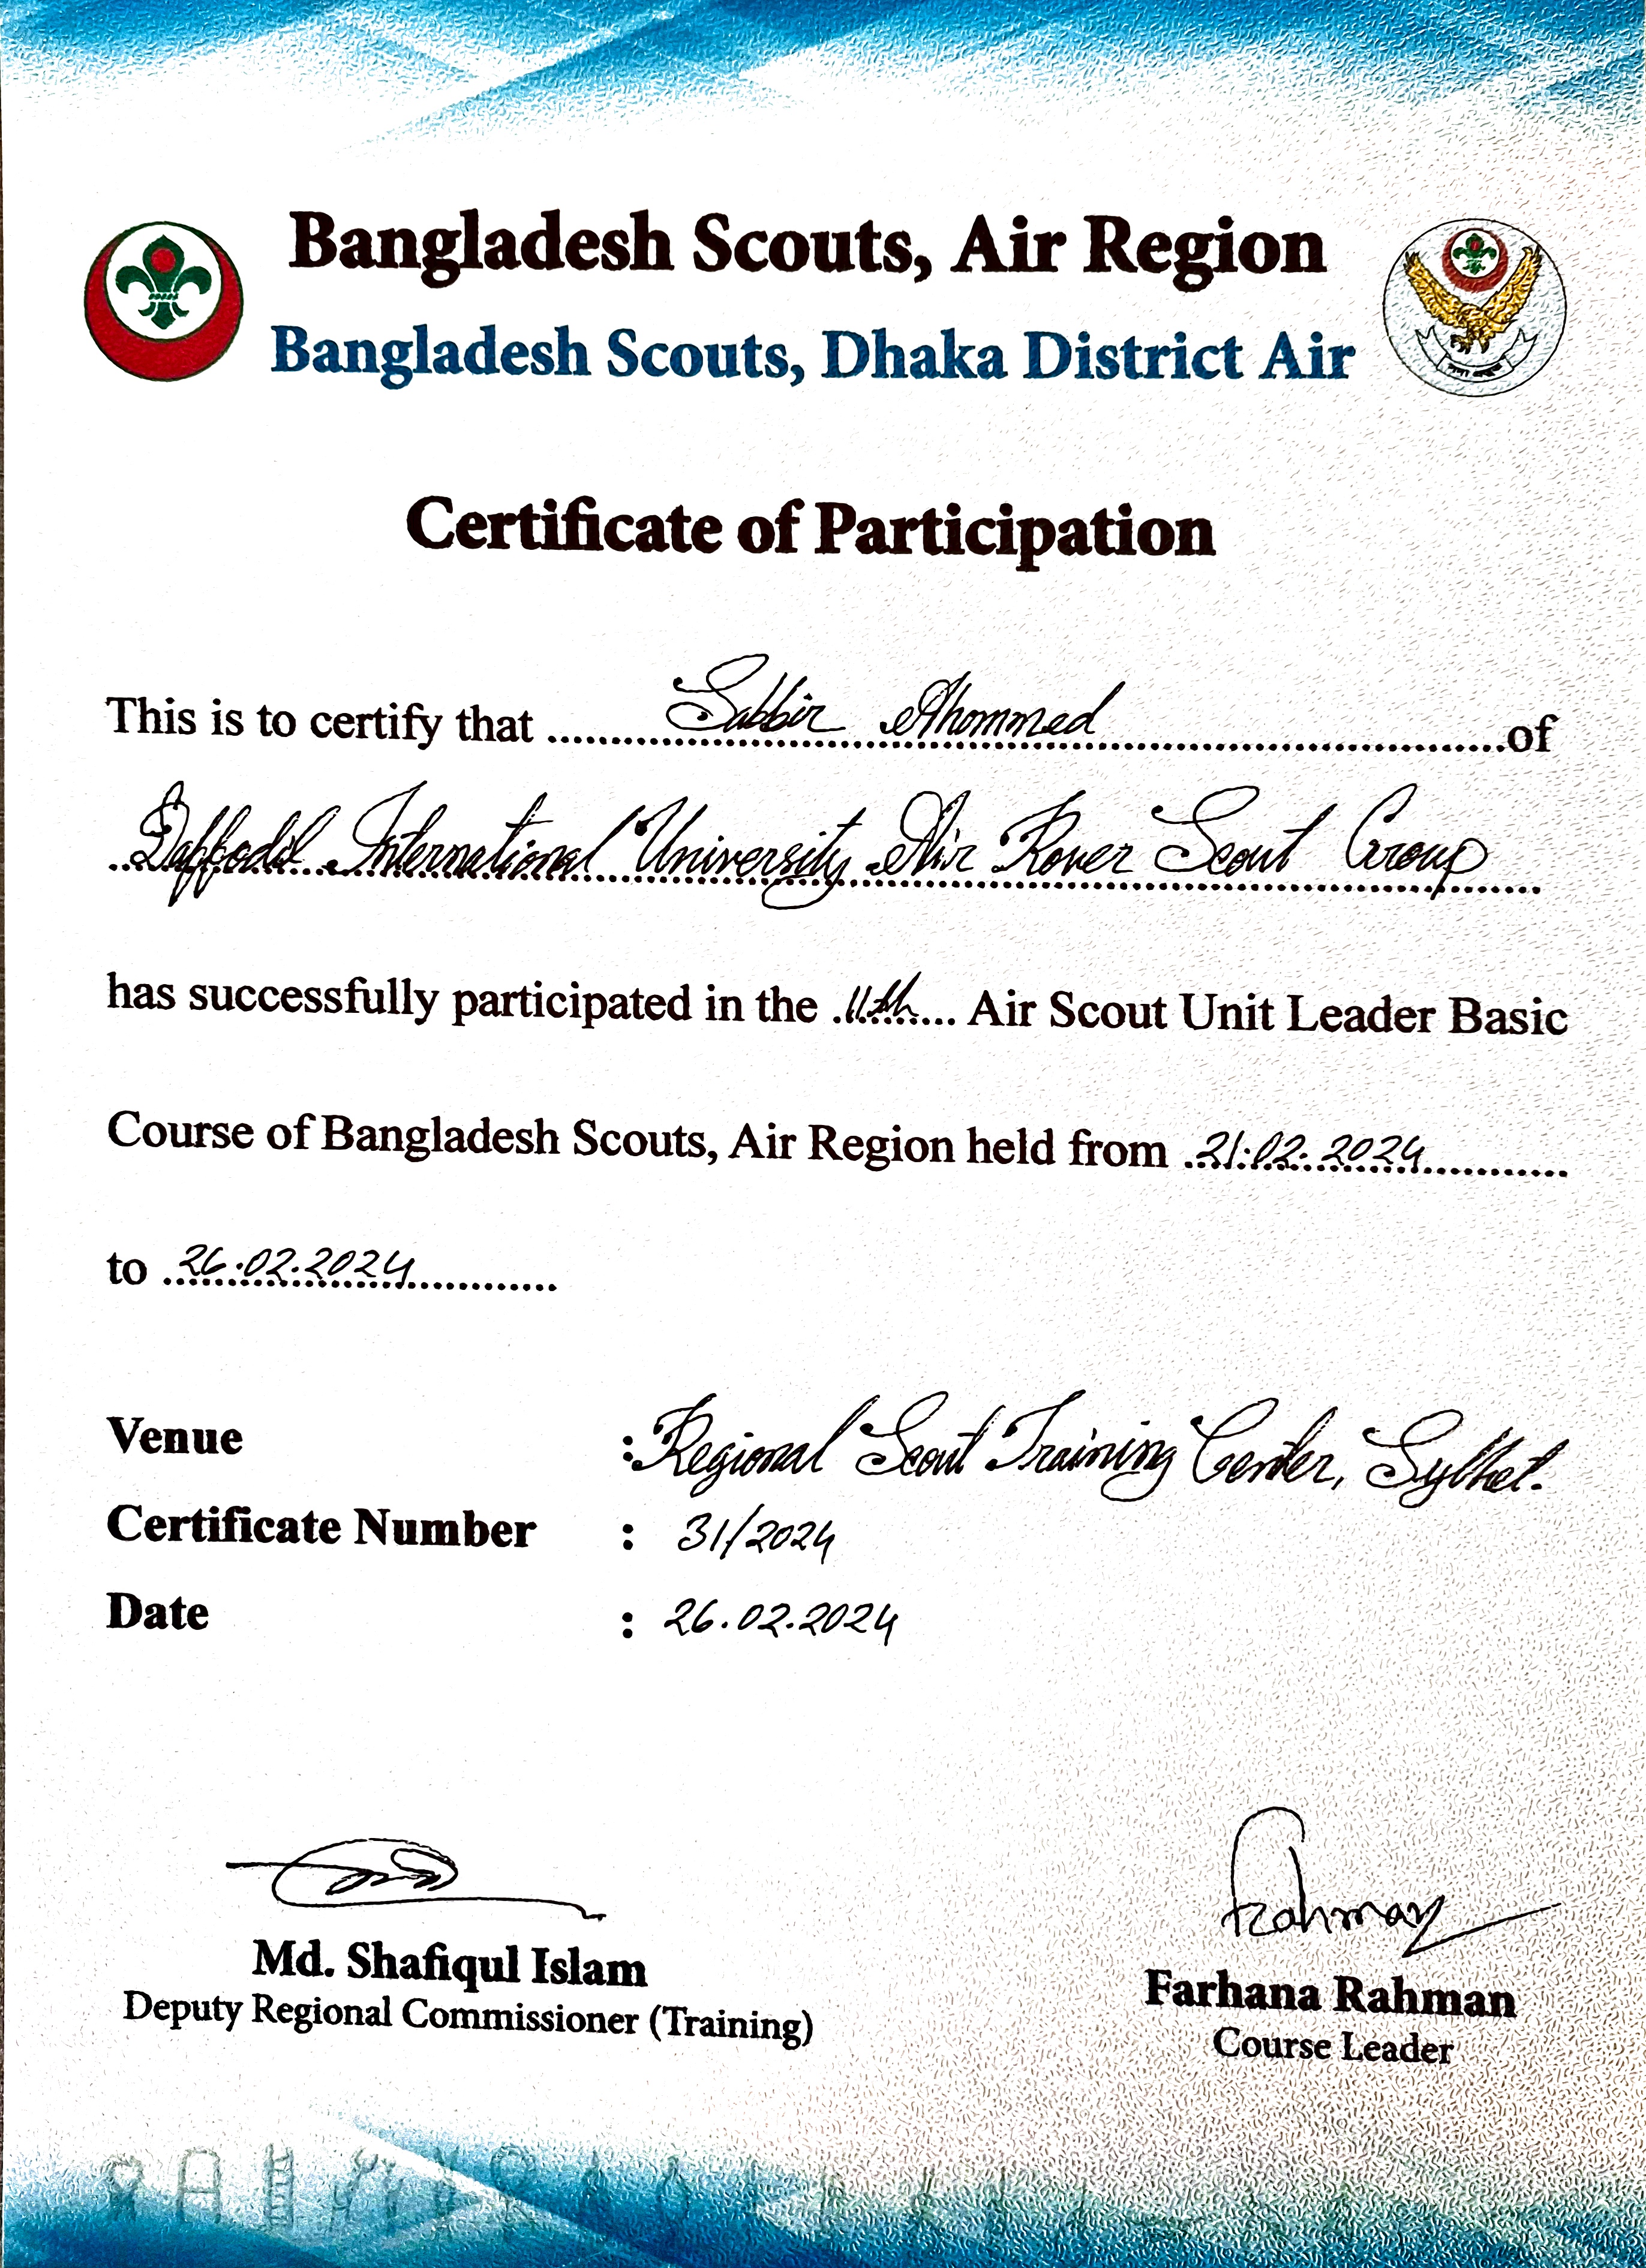 Bangladesh Scouts, Air Region
Bangladesh Scouts, Dhaka District Air
Certificate of Participation
This is to certify that Sabbir Ahommed of
Daffodil International University Air Rover Scout Group
has successfully participated in the 11th Air Scout Unit Leader Basic
Course of Bangladesh Scouts, Air Region held from 21.02.2024
to 26.02.2024
Venue : Regional Scout Training Center, Sylhet.
Certificate Number : 31/2024
Date : 26.02.2024
Rahman
Md. Shafiqul Islam
Farhana Rahman
Deputy Regional Commissioner (Training)
Course Leader